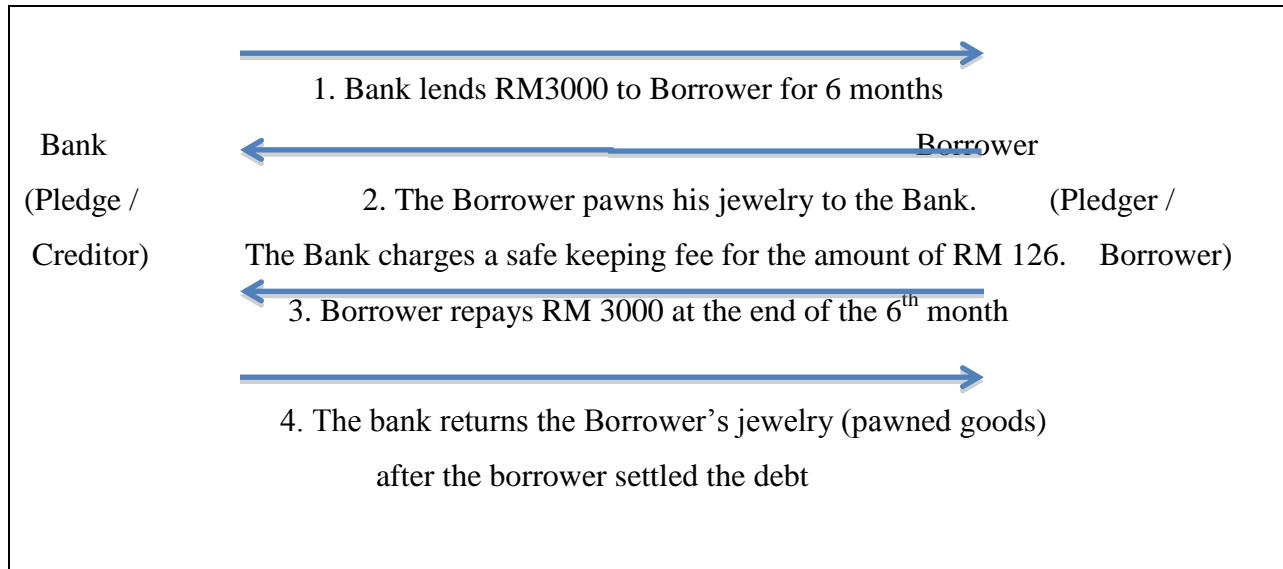 1. Bank lends RM3000 to Borrower for 6 months
Bank Borrower
(Pledge / 2. The Borrower pawns his jewelry to the Bank. (Pledger /
Creditor) The Bank charges a safe keeping fee for the amount of RM 126. Borrower)
3. Borrower repays RM 3000 at the end of the 6th month
4. The bank returns the Borrower’s jewelry (pawned goods)
after the borrower settled the debt